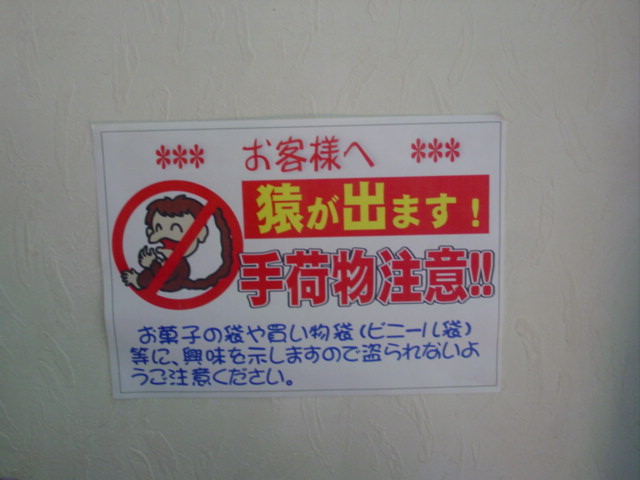 *** お客様へ ***
猿が出ます！
手荷物注意!!
お菓子の袋や買い物袋(ビニール袋)
等に、興味を示しますので盗られないよ
うご注意ください。